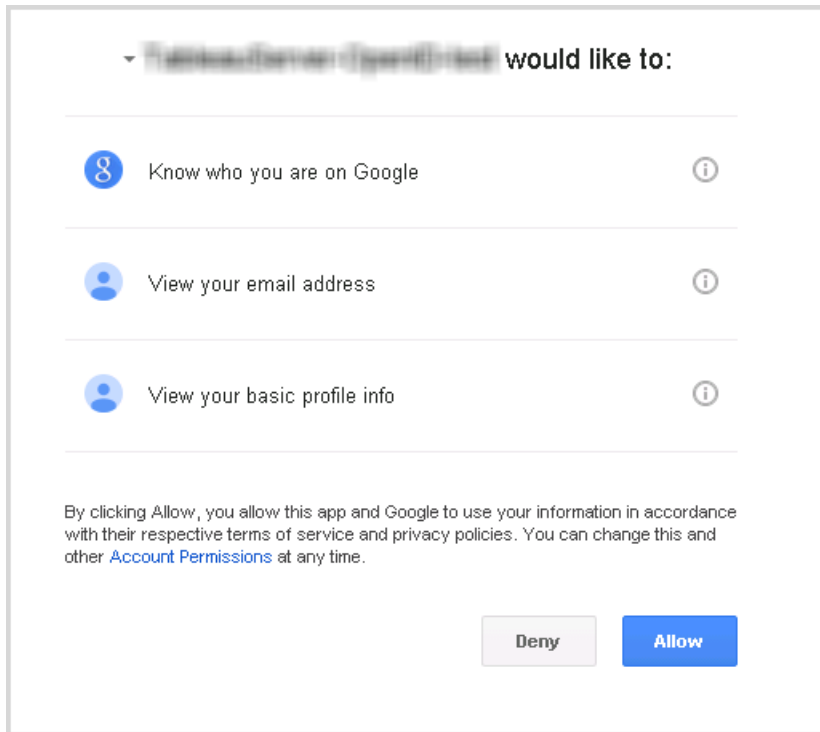 would like to:
g
Know who you are on Google
View your email address
View your basic profile info
By clicking Allow, you allow this app and Google to use your information in accordance
with their respective terms of service and privacy policies. You can change this and
other Account Permissions at any time.
Deny Allow